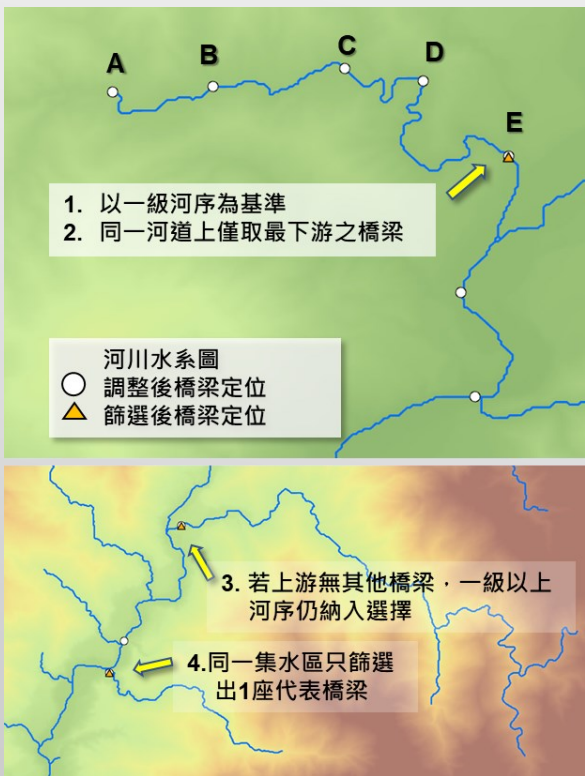 A
B
C
D
E
1. 以一級河序為基準
2. 同一河道上僅取最下游之橋梁
河川水系圖
調整後橋梁定位
篩選後橋梁定位
3. 若上游無其他橋梁，一級以上
河序仍納入選擇
4.同一集水區只篩選
出1座代表橋梁